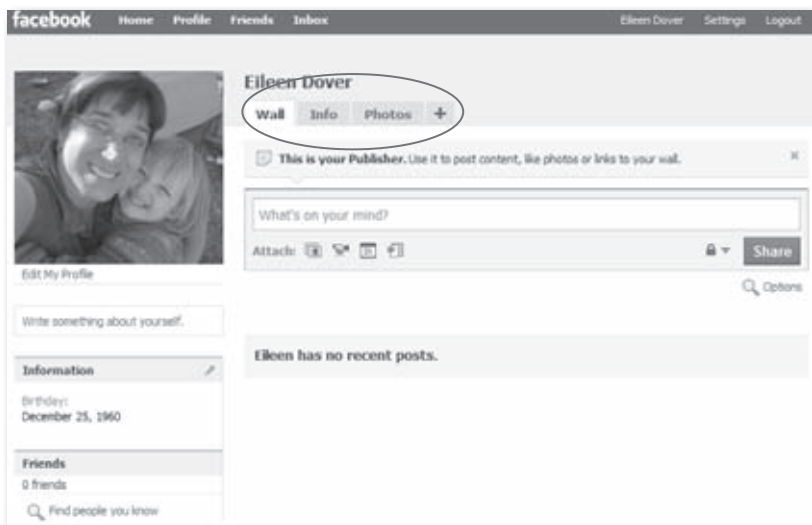 facebook Home Profile Friends Inbox Eileen Dover Settings Logout
Eileen Dover
Wall Info Photos +
This is your Publisher. Use it to post content, like photos or links to your wall.
What's on your mind?
Attach: Share
Options
Eileen has no recent posts.
Edit My Profile
Write something about yourself.
Information
Birthday:
December 25, 1960
Friends
0 friends
Find people you know